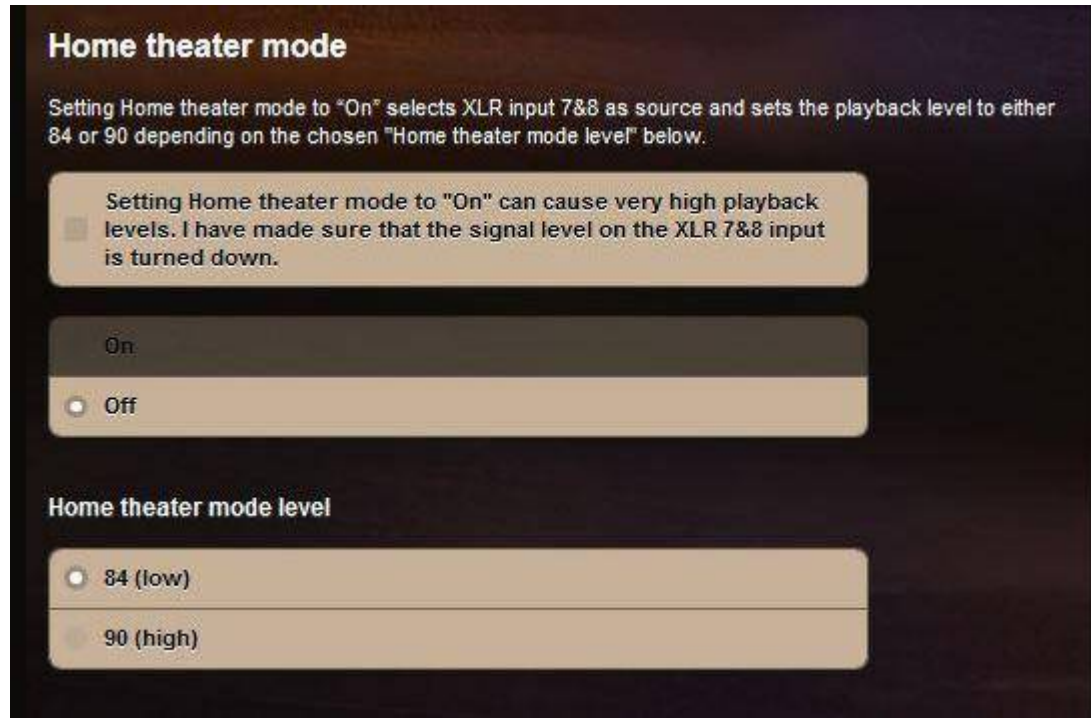 Home theater mode
Setting Home theater mode to “On” selects XLR input 7&8 as source and sets the playback level to either
84 or 90 depending on the chosen "Home theater mode level" below.
Setting Home theater mode to "On" can cause very high playback
levels. I have made sure that the signal level on the XLR 7&8 input
is turned down.
On
Off
Home theater mode level
84 (low)
90 (high)